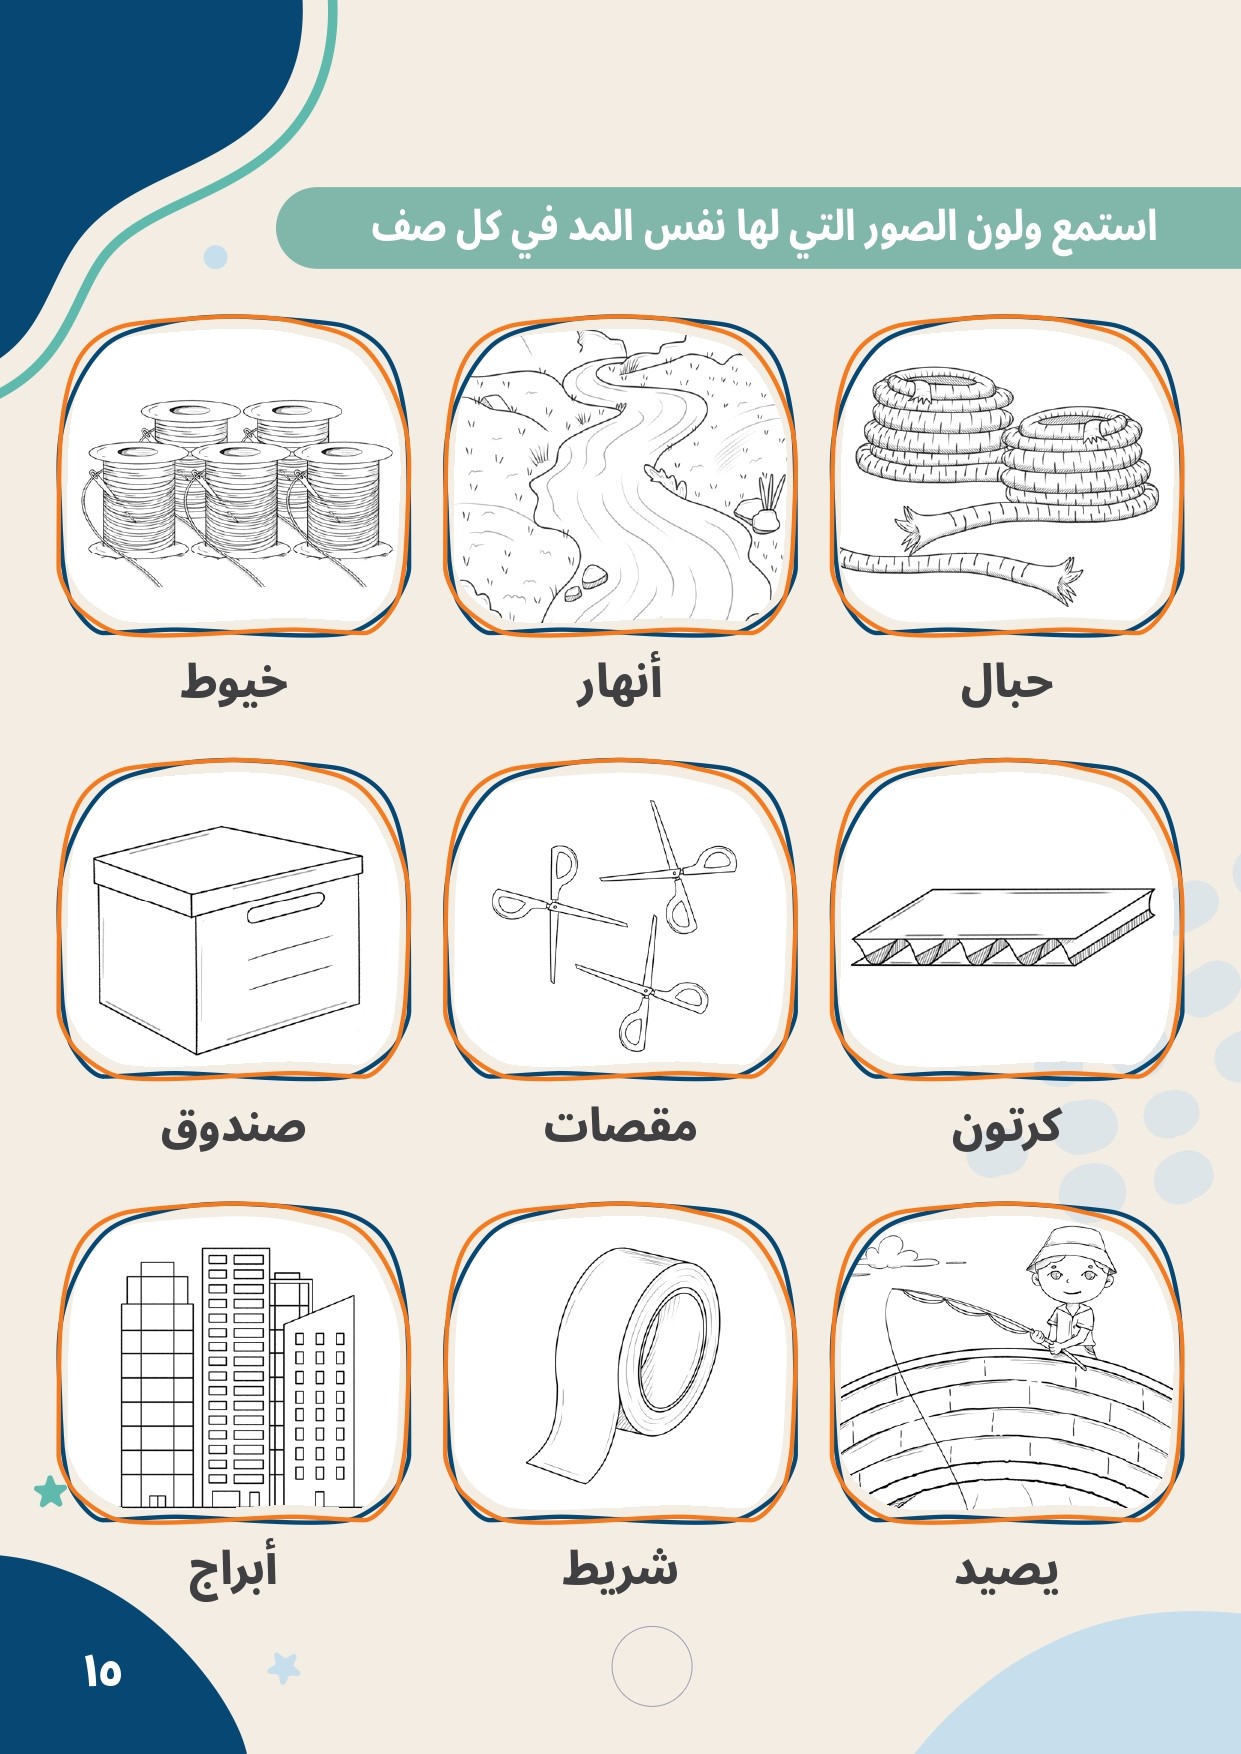 استمع ولون الصور التي لها نفس المد في كل صف
حبال
أنهار
خيوط
كرتون
مقصات
صندوق
يصيد
شريط
أبراج
١٥